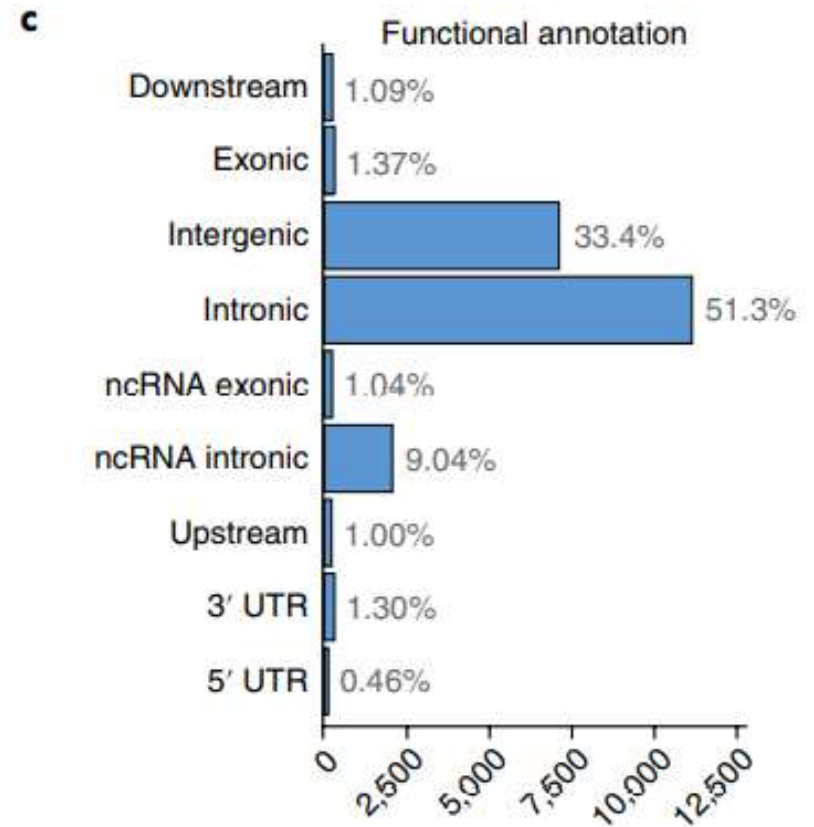 c
Functional annotation
Downstream 1.09%
Exonic 1.37%
Intergenic 33.4%
Intronic 51.3%
ncRNA exonic 1.04%
ncRNA intronic 9.04%
Upstream 1.00%
3′ UTR 1.30%
5′ UTR 0.46%
0 2,500 5,000 7,500 10,000 12,500